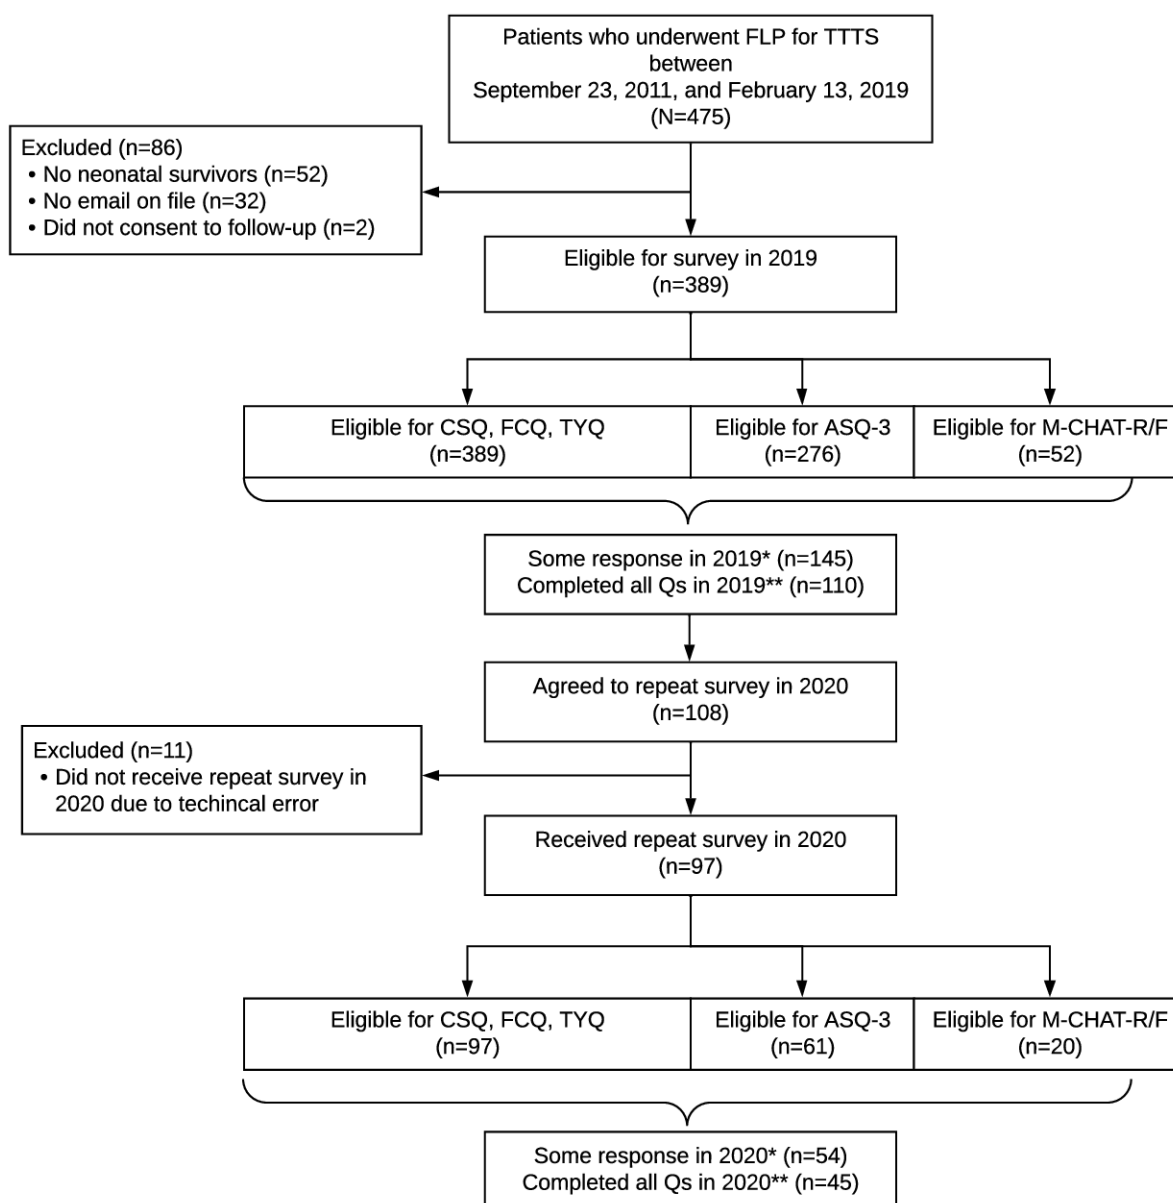 Patients who underwent FLP for TTTS
between
September 23, 2011, and February 13, 2019
(N=475)
Excluded (n=86)
• No neonatal survivors (n=52)
• No email on file (n=32)
• Did not consent to follow-up (n=2)
Eligible for survey in 2019
(n=389)
Eligible for CSQ, FCQ, TYQ
(n=389)
Eligible for ASQ-3
(n=276)
Eligible for M-CHAT-R/F
(n=52)
Some response in 2019* (n=145)
Completed all Qs in 2019** (n=110)
Agreed to repeat survey in 2020
(n=108)
Excluded (n=11)
• Did not receive repeat survey in
2020 due to techincal error
Received repeat survey in 2020
(n=97)
Eligible for CSQ, FCQ, TYQ
(n=97)
Eligible for ASQ-3
(n=61)
Eligible for M-CHAT-R/F
(n=20)
Some response in 2020* (n=54)
Completed all Qs in 2020** (n=45)